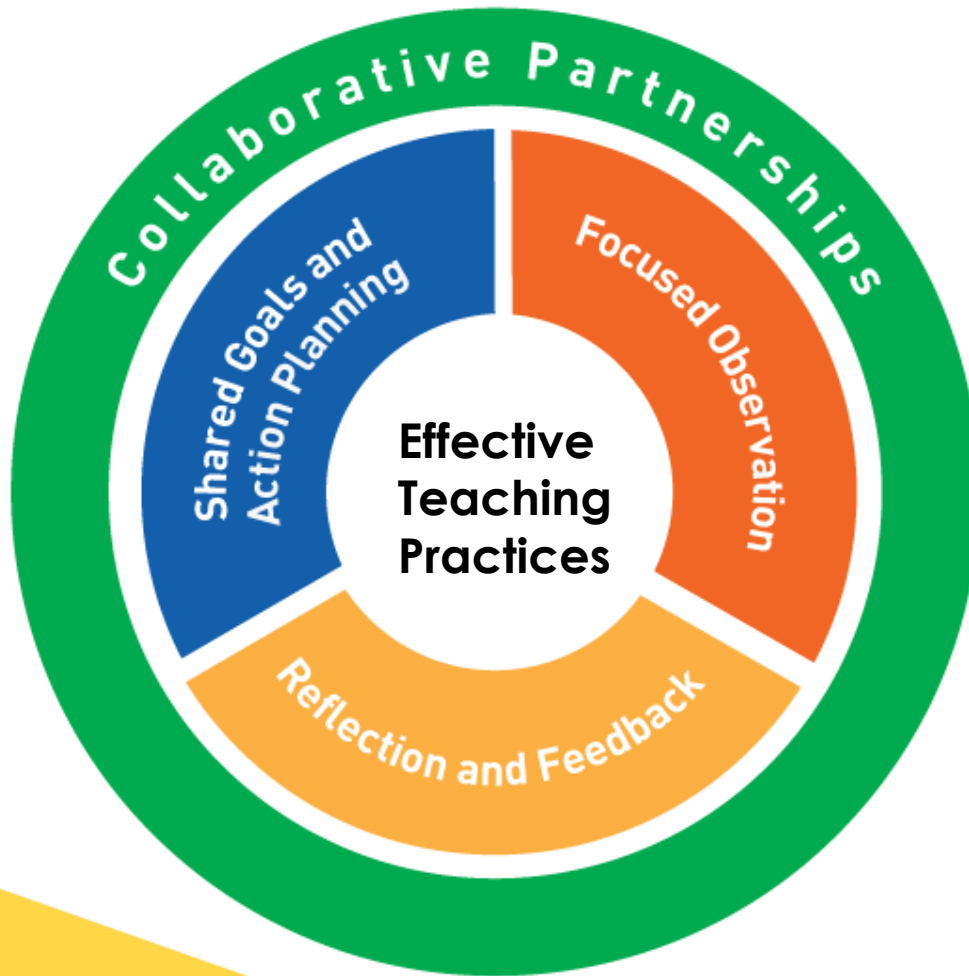 Collaborative Partnerships
Shared Goals and
Action Planning
Focused Observation
Effective
Teaching
Practices
Reflection and Feedback